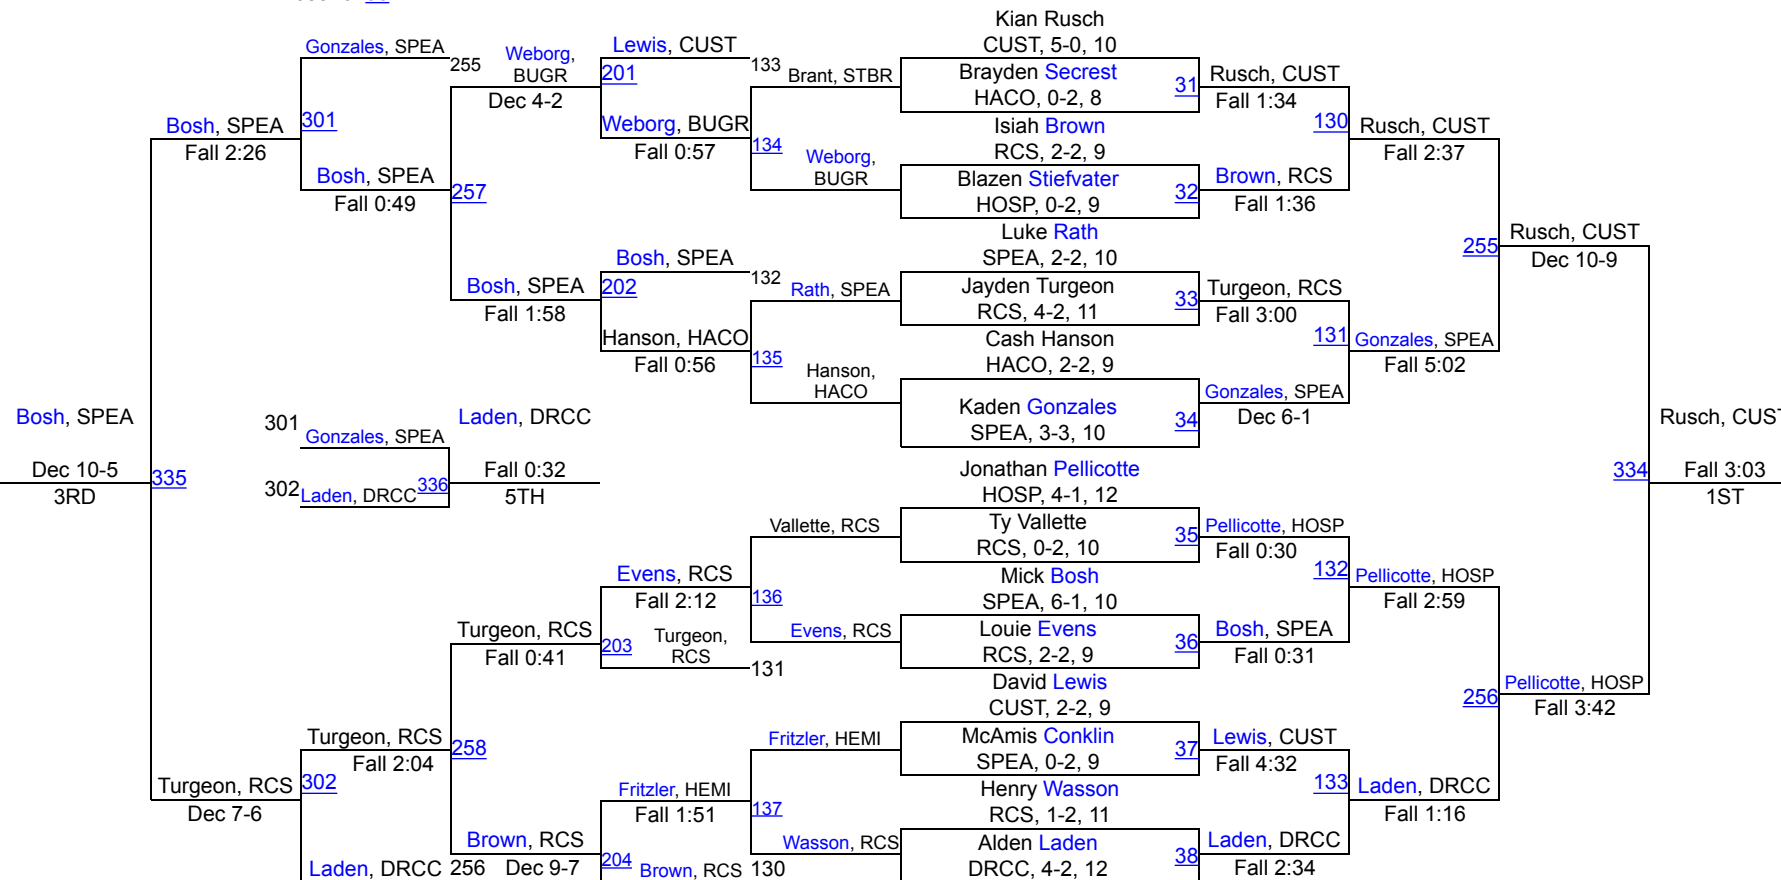 Gonzales, SPEA
255
301
Bosh, SPEA
Fall 2:26
Bosh, SPEA
Fall 0:49
257
Weborg,
BUGR
Dec 4-2
Bosh, SPEA
Fall 1:58
Lewis, CUST
133
201
Weborg, BUGR
Fall 0:57
134
Brant, STBR
Weborg,
BUGR
Bosh, SPEA
132
202
Hanson, HACO
Fall 0:56
135
Rath, SPEA
Hanson,
HACO
Kian Rusch
CUST, 5-0, 10
Brayden Secrest
HACO, 0-2, 8
31
Isiah Brown
RCS, 2-2, 9
Blazen Stiefvater
HOSP, 0-2, 9
32
Luke Rath
SPEA, 2-2, 10
Jayden Turgeon
RCS, 4-2, 11
33
Cash Hanson
HACO, 2-2, 9
Kaden Gonzales
SPEA, 3-3, 10
34
Rusch, CUST
Fall 1:34
130
Brown, RCS
Fall 1:36
Turgeon, RCS
Fall 3:00
131
Gonzales, SPEA
Dec 6-1
Rusch, CUST
Fall 2:37
255
Gonzales, SPEA
Fall 5:02
Rusch, CUST
Dec 10-9
Bosh, SPEA
Dec 10-5
3RD
335
301
Gonzales, SPEA
302
Laden, DRCC
336
Laden, DRCC
Fall 0:32
5TH
Rusch, CUST
334
Fall 3:03
1ST
Jonathan Pellicotte
HOSP, 4-1, 12
Ty Vallette
RCS, 0-2, 10
35
Mick Bosh
SPEA, 6-1, 10
Louie Evens
RCS, 2-2, 9
36
David Lewis
CUST, 2-2, 9
McAmis Conklin
SPEA, 0-2, 9
37
Henry Wasson
RCS, 1-2, 11
Alden Laden
DRCC, 4-2, 12
38
Pellicotte, HOSP
Fall 0:30
132
Bosh, SPEA
Fall 0:31
Lewis, CUST
Fall 4:32
133
Laden, DRCC
Fall 2:34
Pellicotte, HOSP
Fall 2:59
256
Laden, DRCC
Fall 1:16
Pellicotte, HOSP
Fall 3:42
Vallette, RCS
136
Evens, RCS
Evens, RCS
Fall 2:12
203
Turgeon,
RCS
131
Turgeon, RCS
Fall 0:41
258
Turgeon, RCS
Fall 2:04
302
Turgeon, RCS
Dec 7-6
Fritzler, HEMI
137
Wasson, RCS
Fritzler, HEMI
Fall 1:51
204
Brown, RCS 130
Brown, RCS
Dec 9-7
Laden, DRCC 256